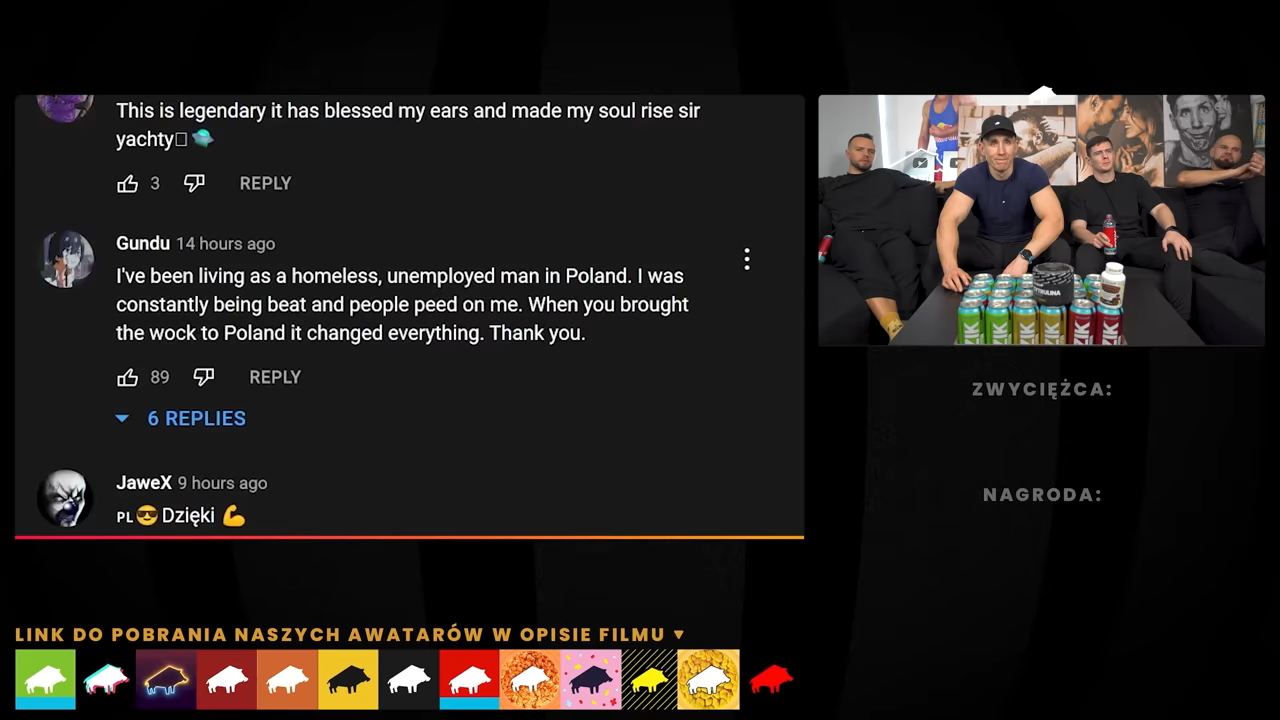 This is legendary it has blessed my ears and made my soul rise sir
yachty
3 REPLY
Gundu 14 hours ago
I've been living as a homeless, unemployed man in Poland. I was
constantly being beat and people peed on me. When you brought
the wock to Poland it changed everything. Thank you.
89 REPLY
6 REPLIES
JaweX 9 hours ago
PL😎Dzięki 💪
ZWYCIĘŻCA:
NAGRODA:
LINK DO POBRANIA NASZYCH AWATARÓW W OPISIE FILMU ▼